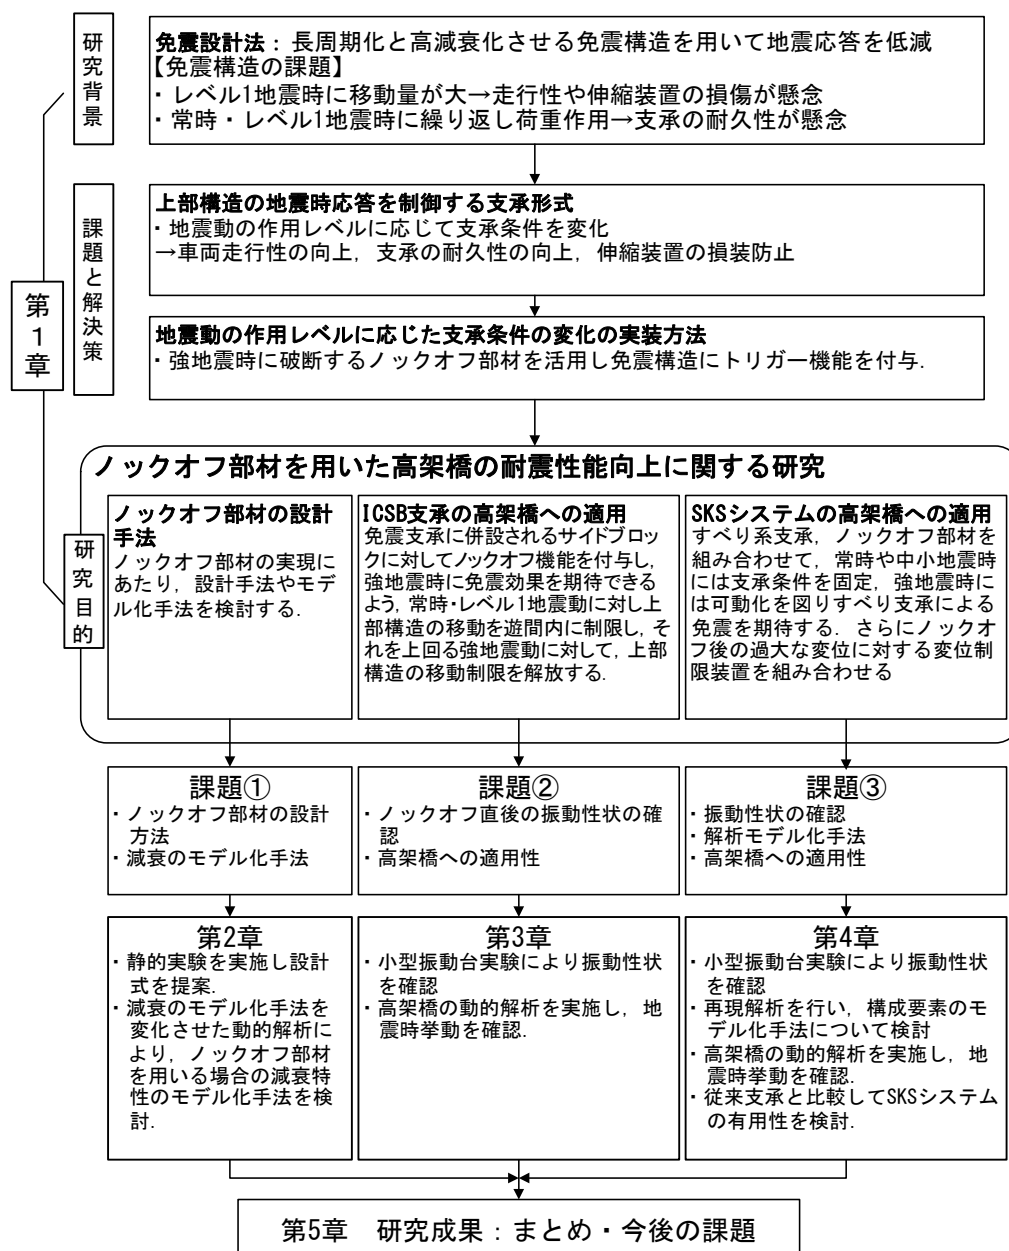 研究背景
免震設計法：長周期化と高減衰化させる免震構造を用いて地震応答を低減
【免震構造の課題】
・レベル1地震時に移動量が大→走行性や伸縮装置の損傷が懸念
・常時・レベル1地震時に繰り返し荷重作用→支承の耐久性が懸念
第1章
課題と解決策
上部構造の地震時応答を制御する支承形式
・地震動の作用レベルに応じて支承条件を変化
→車両走行性の向上，支承の耐久性の向上，伸縮装置の損装防止
地震動の作用レベルに応じた支承条件の変化の実装方法
・強地震時に破断するノックオフ部材を活用し免震構造にトリガー機能を付与．
研究目的
ノックオフ部材を用いた高架橋の耐震性能向上に関する研究
ノックオフ部材の設計
手法
ノックオフ部材の実現に
あたり，設計手法やモデ
ル化手法を検討する．
ICSB支承の高架橋への適用
免震支承に併設されるサイドブロッ
クに対してノックオフ機能を付与し，
強地震時に免震効果を期待できる
よう，常時・レベル1地震動に対し上
部構造の移動を遊間内に制限し，そ
れを上回る強地震動に対して，上部
構造の移動制限を解放する．
SKSシステムの高架橋への適用
すべり系支承，ノックオフ部材を
組み合わせて，常時や中小地震時
には支承条件を固定，強地震時に
は可動化を図りすべり支承による
免震を期待する．さらにノックオ
フ後の過大な変位に対する変位制
限装置を組み合わせる
課題①
・ノックオフ部材の設計
方法
・減衰のモデル化手法
課題②
・ノックオフ直後の振動性状の確
認
・高架橋への適用性
課題③
・振動性状の確認
・解析モデル化手法
・高架橋への適用性
第2章
・静的実験を実施し設計
式を提案．
・減衰のモデル化手法を
変化させた動的解析に
より，ノックオフ部材
を用いる場合の減衰特
性のモデル化手法を検
討．
第3章
・小型振動台実験により振動性状
を確認
・高架橋の動的解析を実施し，地
震時挙動を確認．
第4章
・小型振動台実験により振動性状
を確認
・再現解析を行い，構成要素のモ
デル化手法について検討
・高架橋の動的解析を実施し，地
震時挙動を確認．
・従来支承と比較してSKSシステム
の有用性を検討．
第5章　研究成果：まとめ・今後の課題